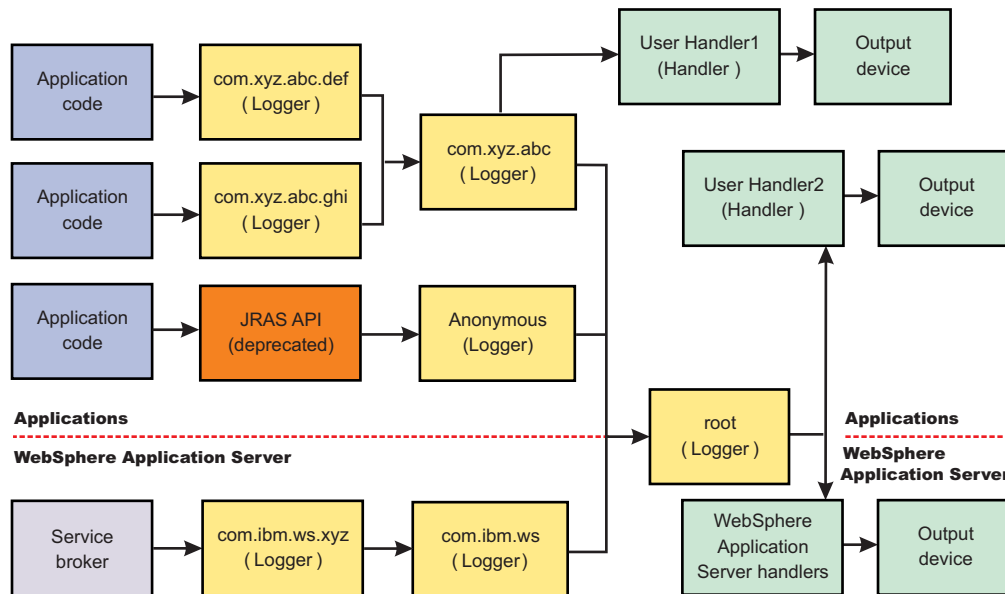 Application
code
com.xyz.abc.def
( Logger )
User Handler1
(Handler )
Output
device
com.xyz.abc
( Logger)
Application
code
com.xyz.abc.ghi
( Logger )
User Handler2
(Handler )
Output
device
Application
code
JRAS API
(deprecated)
Anonymous
(Logger)
Applications
WebSphere Application Server
root
( Logger )
Applications
WebSphere
Application Server
Service
broker
com.ibm.ws.xyz
( Logger )
com.ibm.ws
( Logger )
WebSphere
Application
Server handlers
Output
device